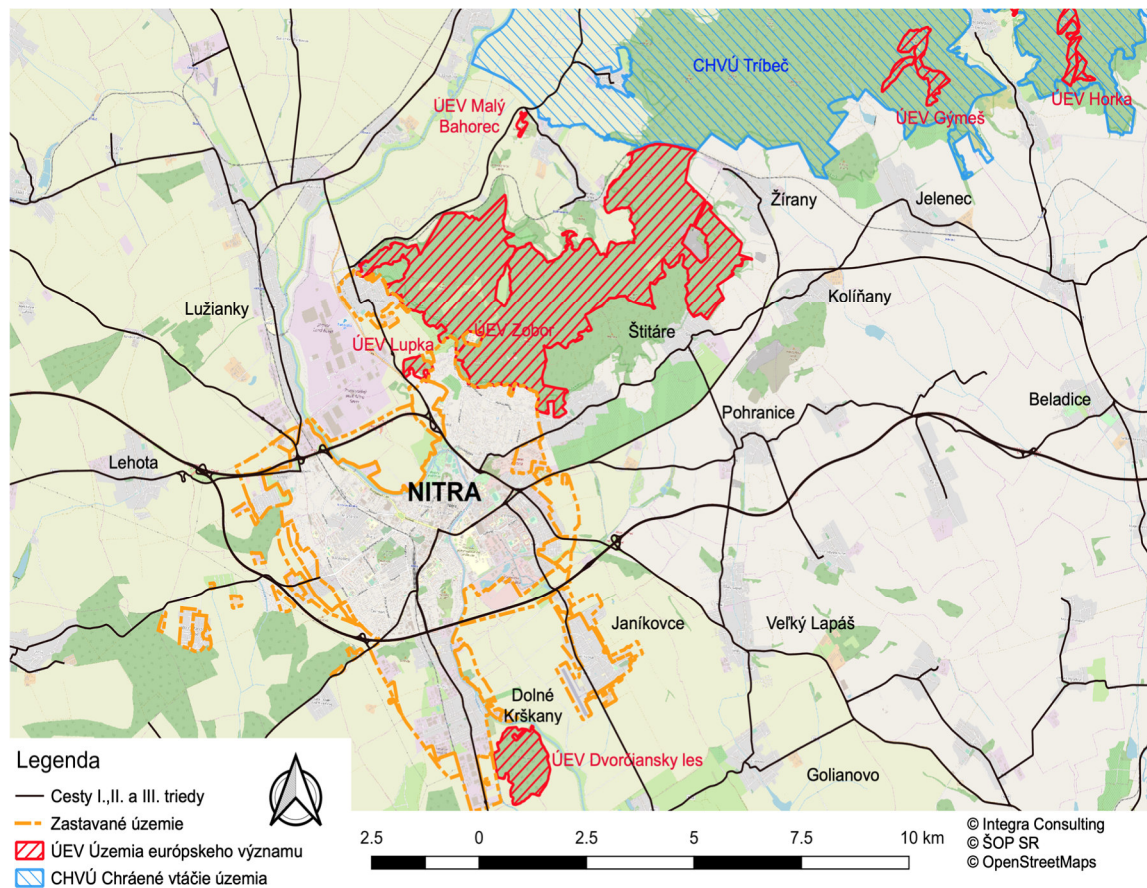 CHVÚ Tríbeč
ÚEV Malý
Bahorec
ÚEV Gýmeš
ÚEV Horka
Žírany
Jelenec
Lužianky
Kolíňany
ÚEV Zobor
Štitáre
ÚEV Lupka
Beladice
Pohranice
Lehota
NITRA
Janíkovce
Veľký Lapáš
Dolné
Krškany
ÚEV Dvorčiansky les
Golianovo
Legenda
Cesty I.,II. a III. triedy
Zastavané územie
ÚEV Územia európskeho významu
CHVÚ Chráené vtáčie územia
2.5 0 2.5 5 7.5 10 km
© Integra Consulting
© ŠOP SR
© OpenStreetMaps